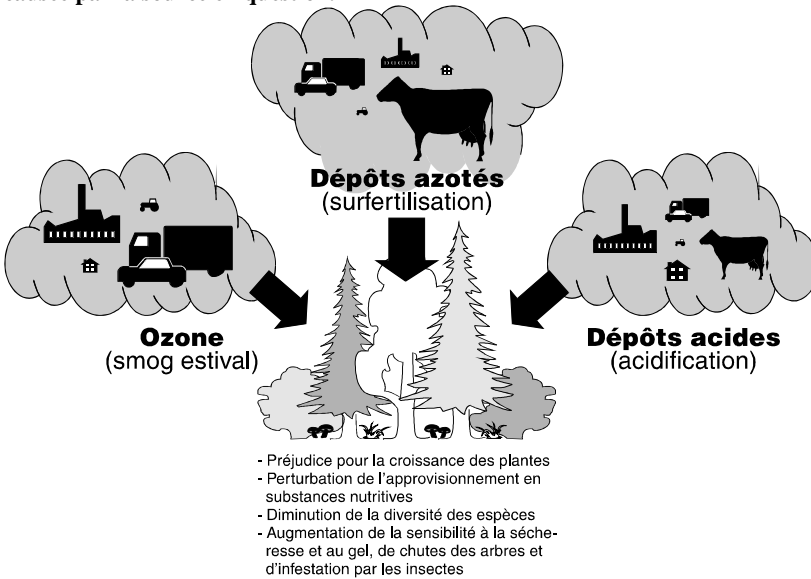 Dépôts azotés
(surfertilisation)
Ozone
(smog estival)
Dépôts acides
(acidification)
- Préjudice pour la croissance des plantes
- Perturbation de l'approvisionnement en
substances nutritives
- Diminution de la diversité des espèces
- Augmentation de la sensibilité à la séche-
resse et au gel, de chutes des arbres et
d'infestation par les insectes